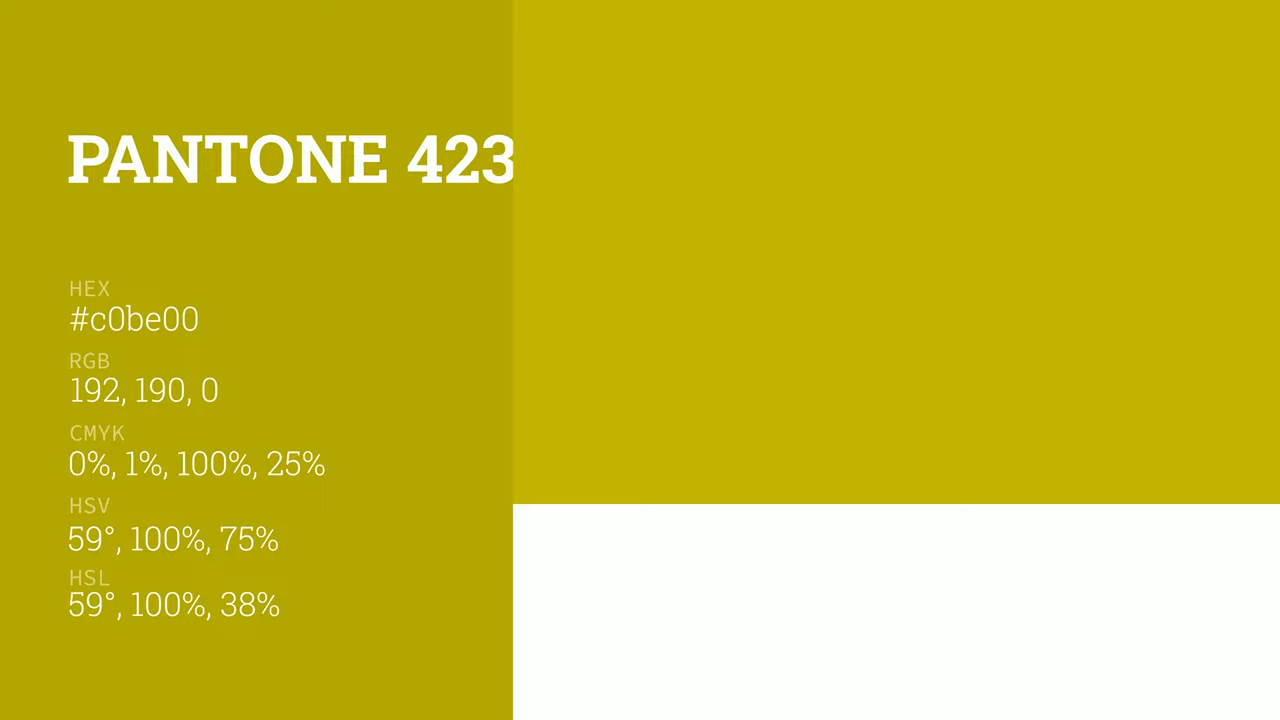 PANTONE 423
HEX
#c0be00
RGB
192, 190, 0
CMYK
0%, 1%, 100%, 25%
HSV
59°, 100%, 75%
HSL
59°, 100%, 38%